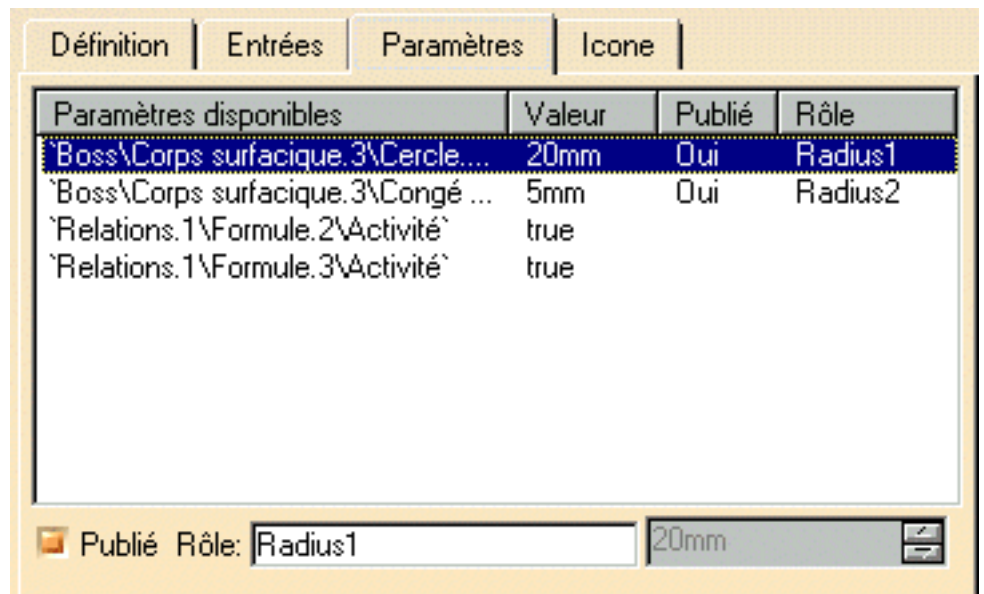 Définition Entrées Paramètres Icone
Paramètres disponibles Valeur Publié Rôle
`Boss\Corps surfacique.3\Cercle.... 20mm Oui Radius1
`Boss\Corps surfacique.3\Congé ... 5mm Oui Radius2
`Relations.1\Formule.2\Activité` true
`Relations.1\Formule.3\Activité` true
Publié Rôle: Radius1 20mm